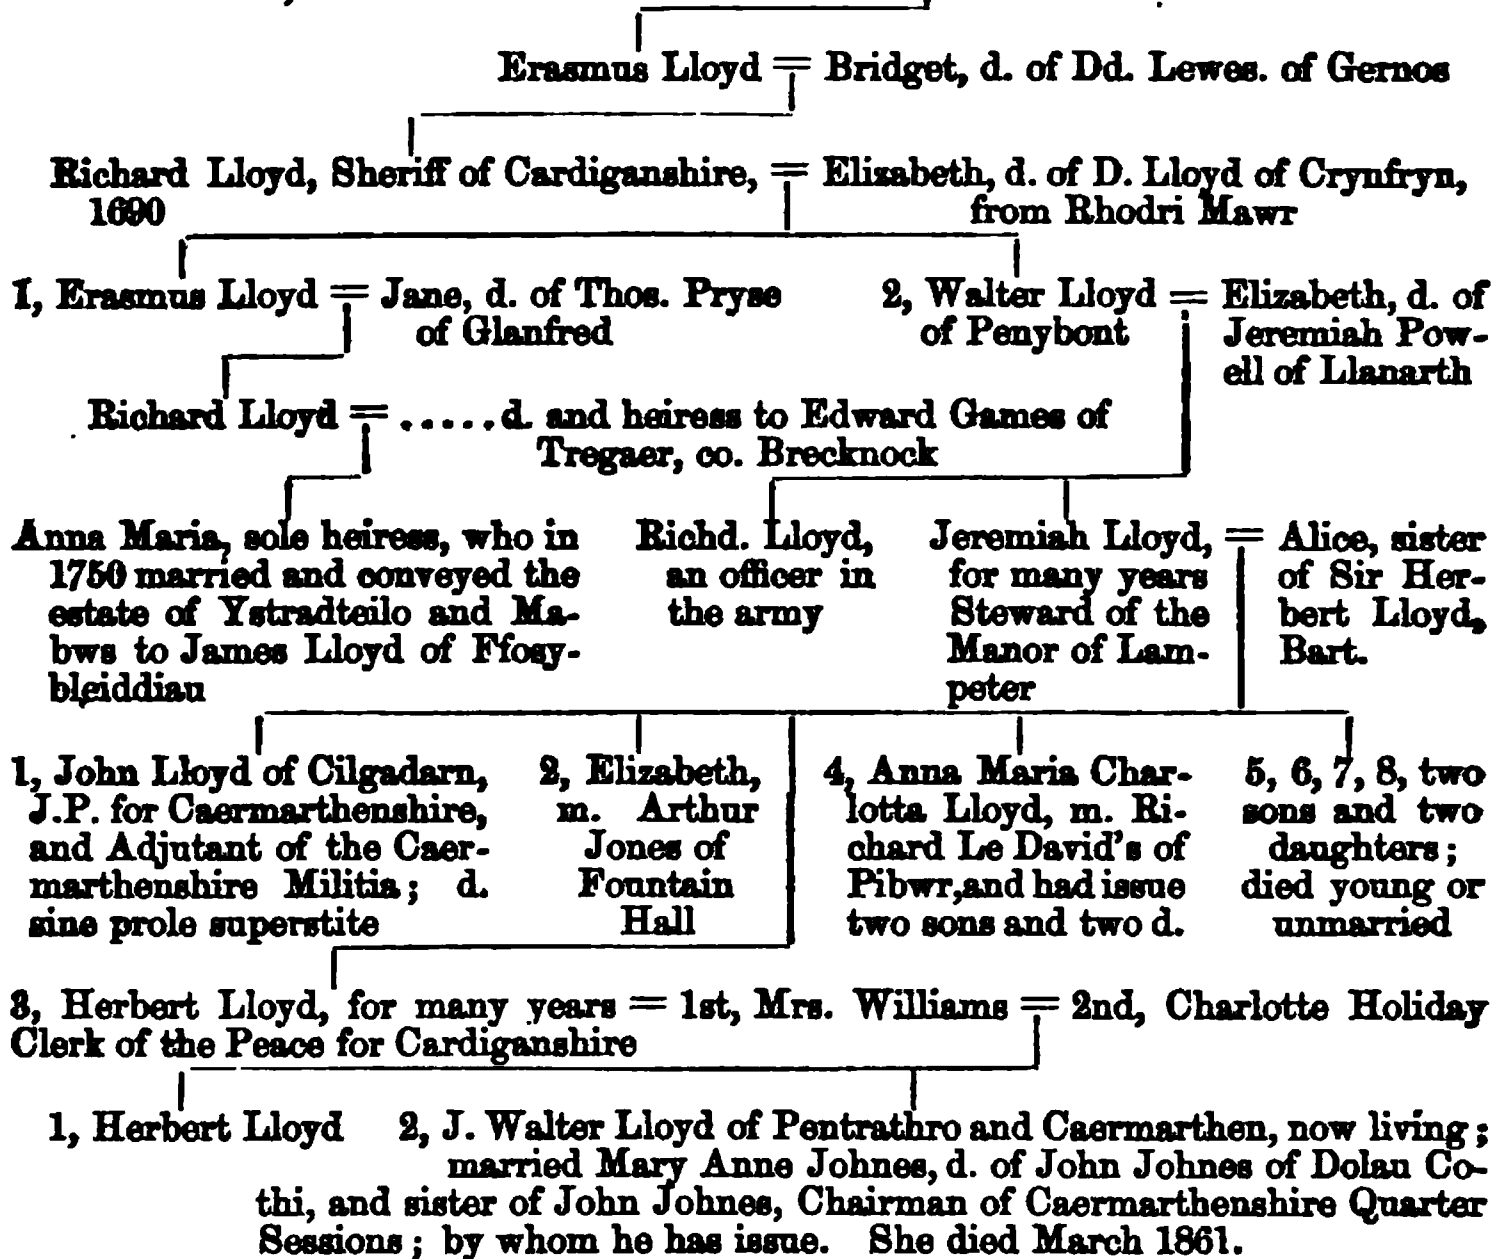 Erasmus Lloyd = Bridget, d. of Dd. Lewes. of Gernos
Richard Lloyd, Sheriff of Cardiganshire, = Elizabeth, d. of D. Lloyd of Crynfryn,
1690
from Rhodri Mawr
1, Erasmus Lloyd = Jane, d. of Thos. Pryse
of Glanfred
2, Walter Lloyd = Elizabeth, d. of
of Penybont
Jeremiah Pow-
ell of Llanarth
Richard Lloyd = ..... d. and heiress to Edward Games of
Tregaer, co. Brecknock
Anna Maria, sole heiress, who in
1750 married and conveyed the
estate of Ystradteilo and Ma-
bws to James Lloyd of Ffosy-
bleiddiau
Richd. Lloyd,
an officer in
the army
Jeremiah Lloyd, =
for many years
Steward of the
Manor of Lam-
peter
Alice, sister
of Sir Her-
bert Lloyd,
Bart.
1, John Lloyd of Cilgadarn,
J.P. for Caermarthenshire,
and Adjutant of the Caer-
marthenshire Militia; d.
sine prole superstite
2, Elizabeth,
m. Arthur
Jones of
Fountain
Hall
4, Anna Maria Char-
lotta Lloyd, m. Ri-
chard Le David's of
Pibwr, and had issue
two sons and two d.
5, 6, 7, 8, two
sons and two
daughters;
died young or
unmarried
3, Herbert Lloyd, for many years = 1st, Mrs. Williams = 2nd, Charlotte Holiday
Clerk of the Peace for Cardiganshire
1, Herbert Lloyd
2, J. Walter Lloyd of Pentrathro and Caermarthen, now living;
married Mary Anne Johnes, d. of John Johnes of Dolau Co-
thi, and sister of John Johnes, Chairman of Caermarthenshire Quarter
Sessions; by whom he has issue. She died March 1861.